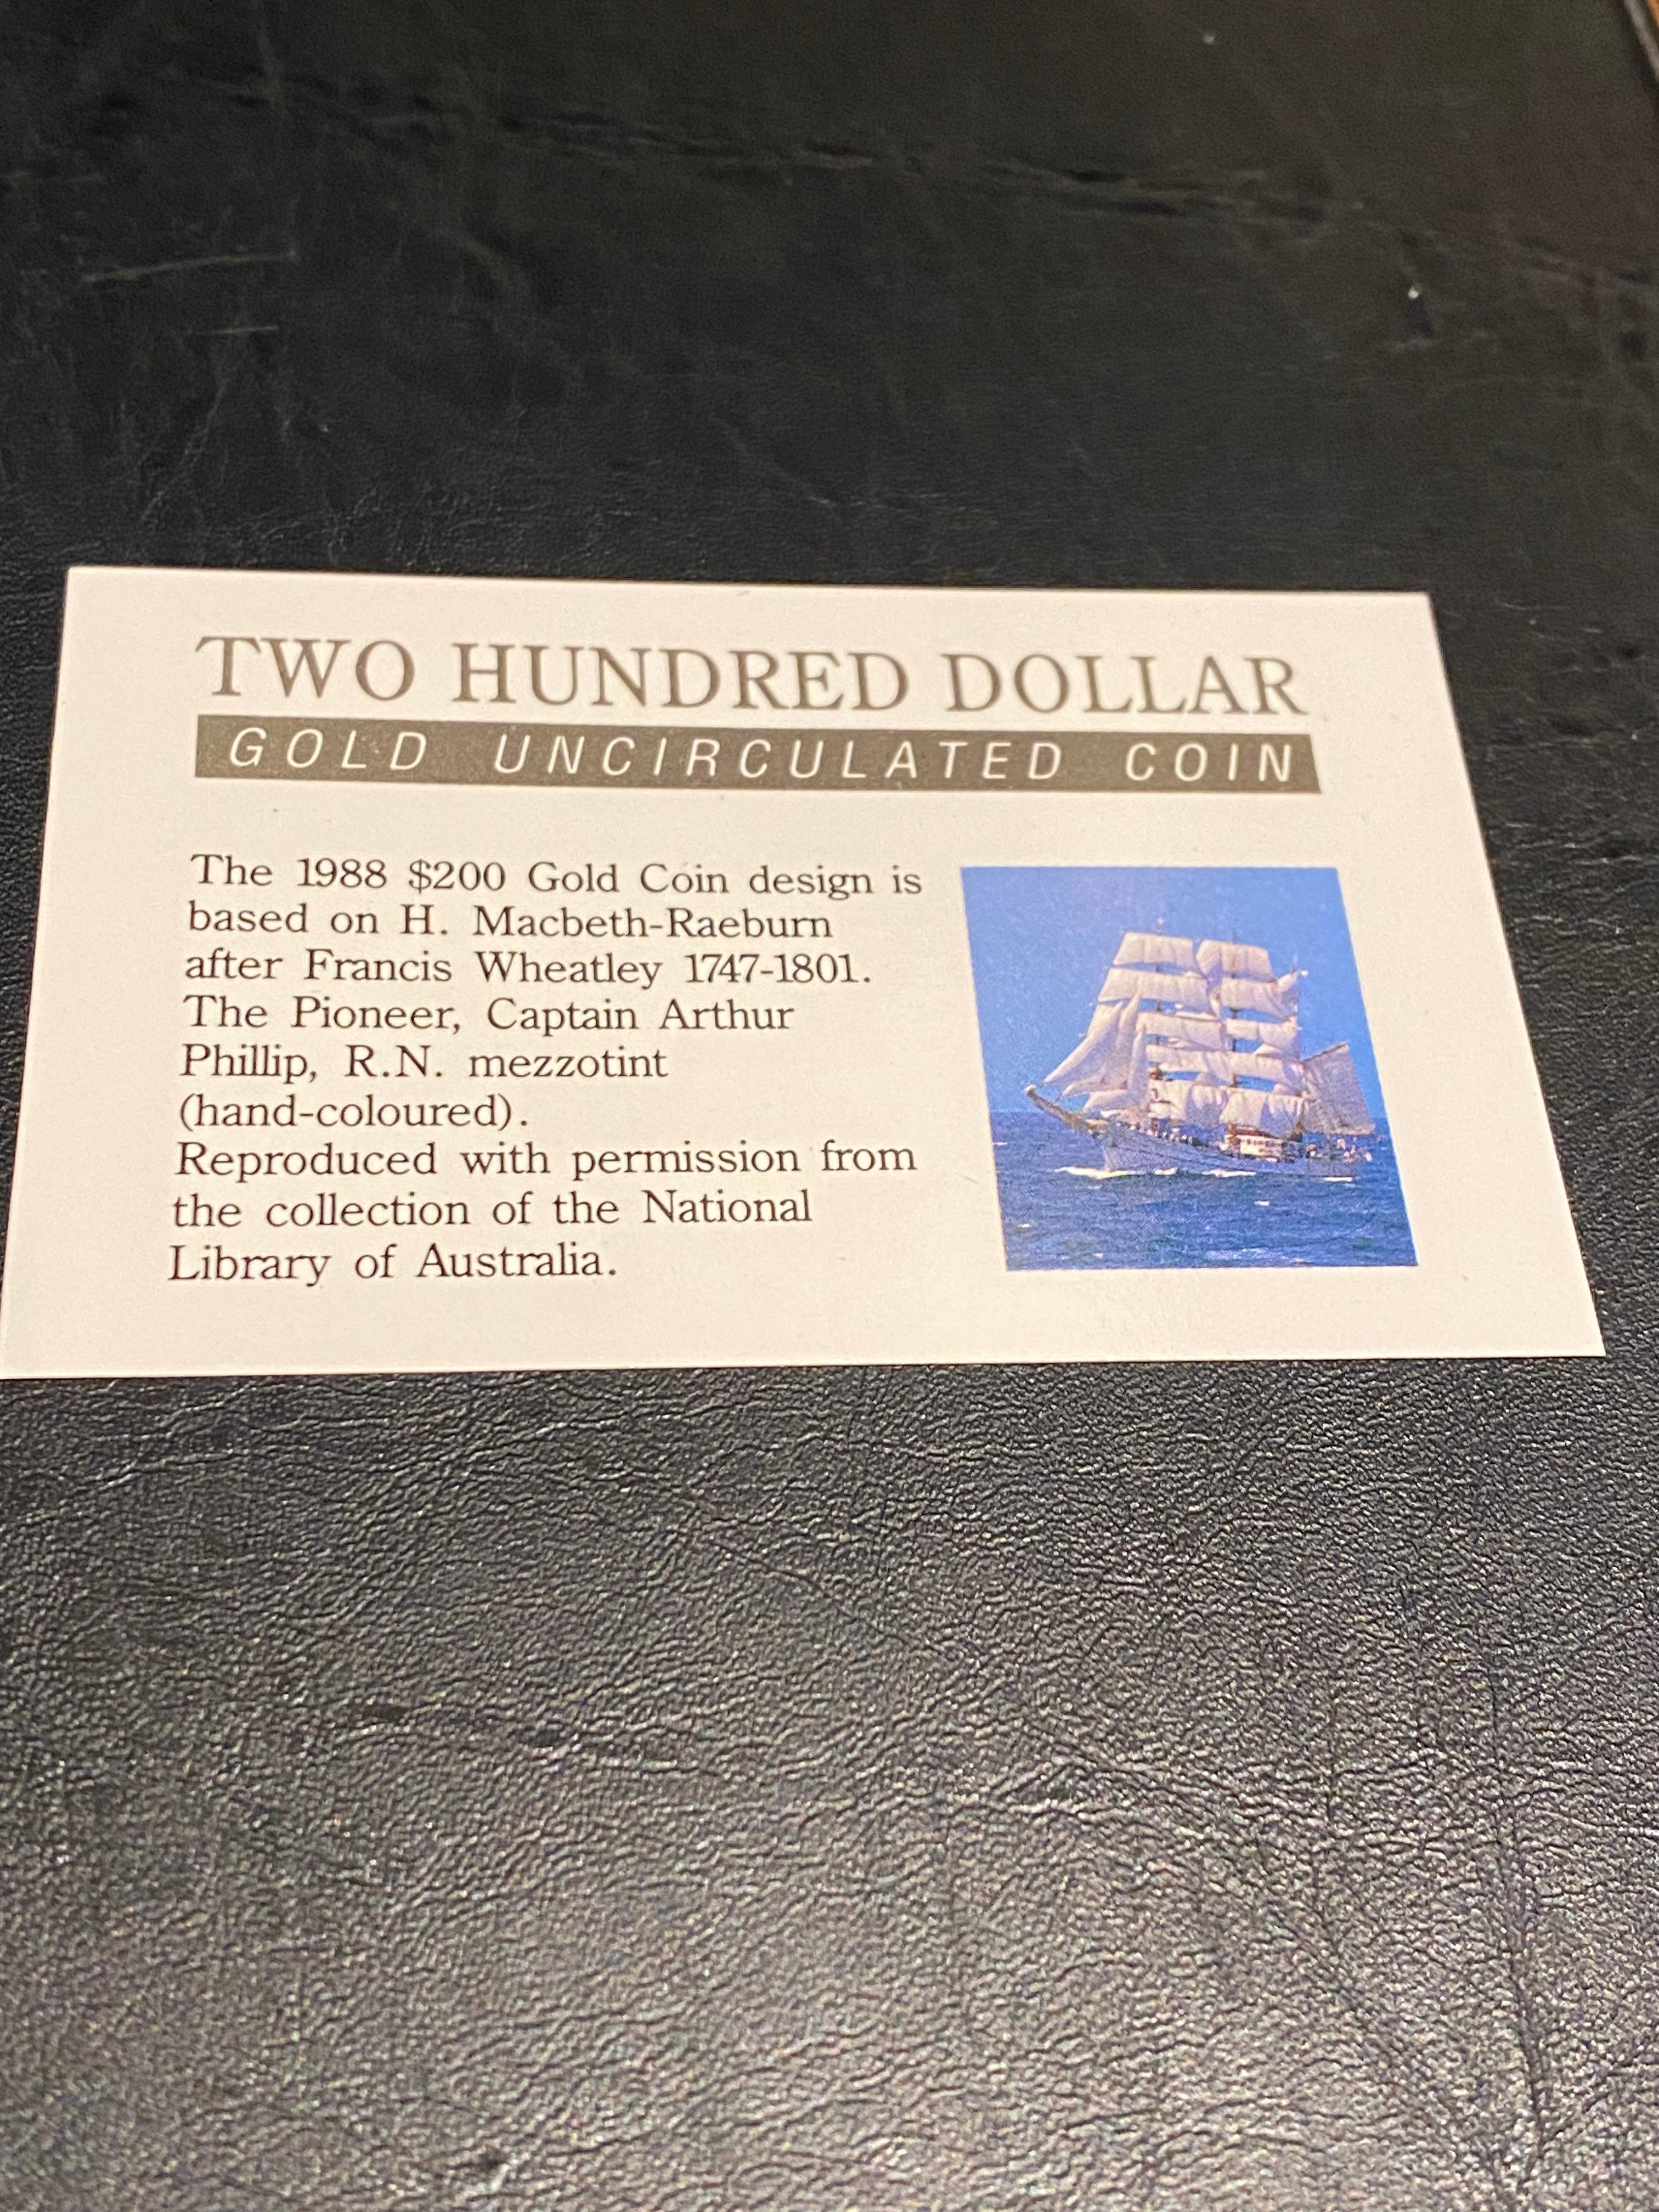 TWO HUNDRED DOLLAR
GOLD UNCIRCULATED COIN
The 1988 $200 Gold Coin design is
based on H. Macbeth-Raeburn
after Francis Wheatley 1747-1801.
The Pioneer, Captain Arthur
Phillip, R.N. mezzotint
(hand-coloured).
Reproduced with permission from
the collection of the National
Library of Australia.